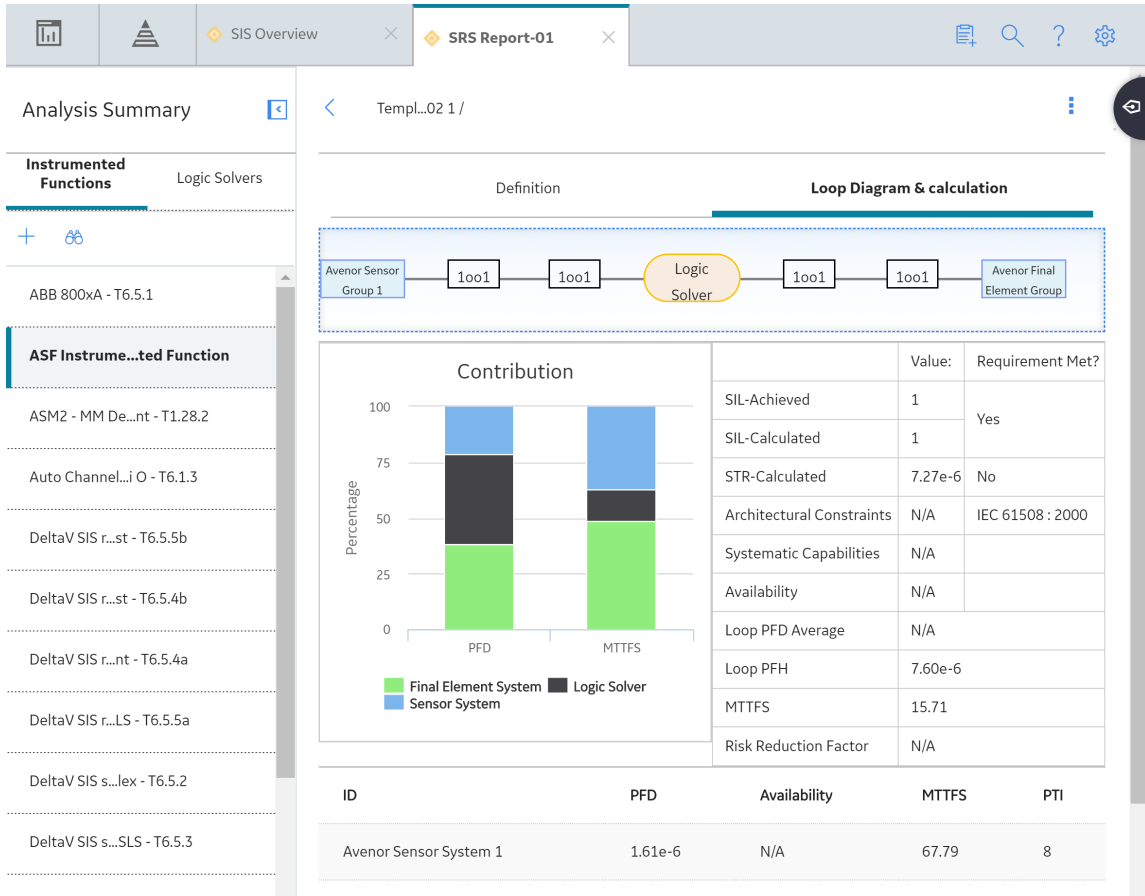 SIS Overview
SRS Report-01
Analysis Summary
Templ...02 1 /
Instrumented
Functions
Logic Solvers
Definition
Loop Diagram & calculation
Avenor Sensor
Group 1
1oo1
1oo1
Logic
Solver
1oo1
1oo1
Avenor Final
Element Group
ABB 800xA - T6.5.1
ASF Instrume...ted Function
ASM2 - MM De...nt - T1.28.2
Auto Channel...i O - T6.1.3
DeltaV SIS r...st - T6.5.5b
DeltaV SIS r...st - T6.5.4b
DeltaV SIS r...nt - T6.5.4a
DeltaV SIS r...LS - T6.5.5a
DeltaV SIS s...lex - T6.5.2
DeltaV SIS s...SLS - T6.5.3
Contribution
Percentage
100
75
50
25
0
PFD
MTTFS
Final Element System
Logic Solver
Sensor System
Value:
Requirement Met?
SIL-Achieved
1
Yes
SIL-Calculated
1
STR-Calculated
7.27e-6
No
Architectural Constraints
N/A
IEC 61508 : 2000
Systematic Capabilities
N/A
Availability
N/A
Loop PFD Average
N/A
Loop PFH
7.60e-6
MTTFS
15.71
Risk Reduction Factor
N/A
ID
PFD
Availability
MTTFS
PTI
Avenor Sensor System 1
1.61e-6
N/A
67.79
8